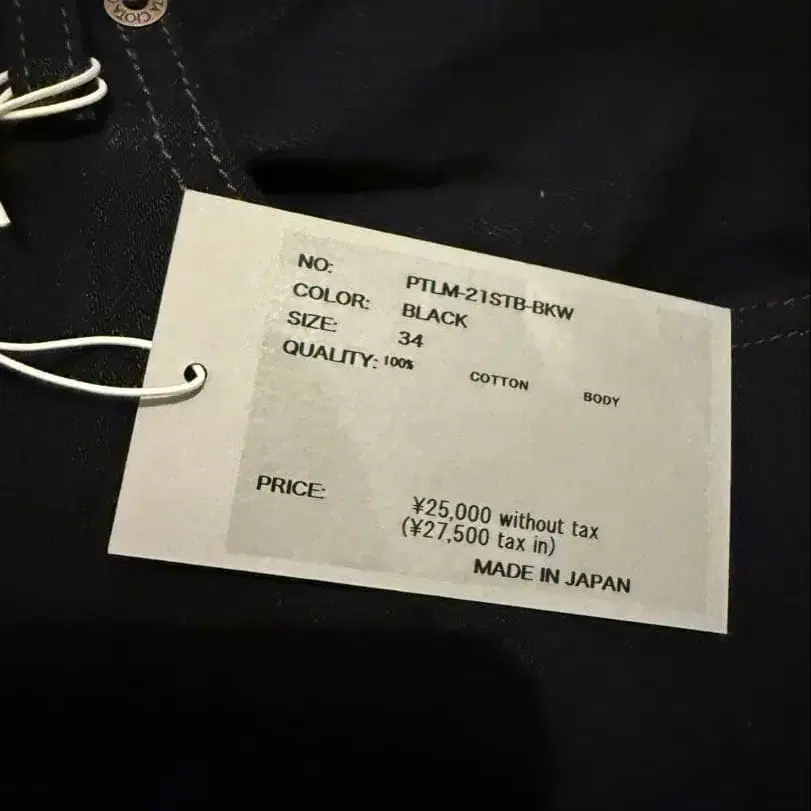 NO: PTLM-21STB-BKW
COLOR: BLACK
SIZE: 34
QUALITY: 100% COTTON BODY
PRICE: ¥25,000 without tax
(¥27,500 tax in)
MADE IN JAPAN